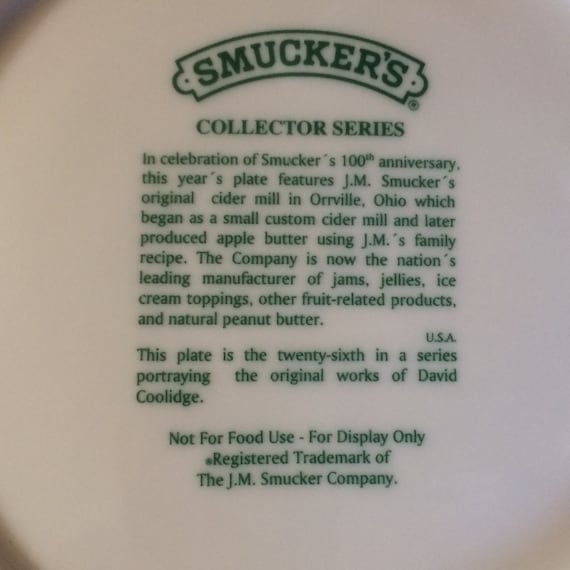 SMUCKER'S®
COLLECTOR SERIES
In celebration of Smucker´s 100th anniversary,
this year´s plate features J.M. Smucker´s
original cider mill in Orrville, Ohio which
began as a small custom cider mill and later
produced apple butter using J.M.´s family
recipe. The Company is now the nation´s
leading manufacturer of jams, jellies, ice
cream toppings, other fruit-related products,
and natural peanut butter.
U.S.A.
This plate is the twenty-sixth in a series
portraying the original works of David
Coolidge.
Not For Food Use - For Display Only
®Registered Trademark of
The J.M. Smucker Company.